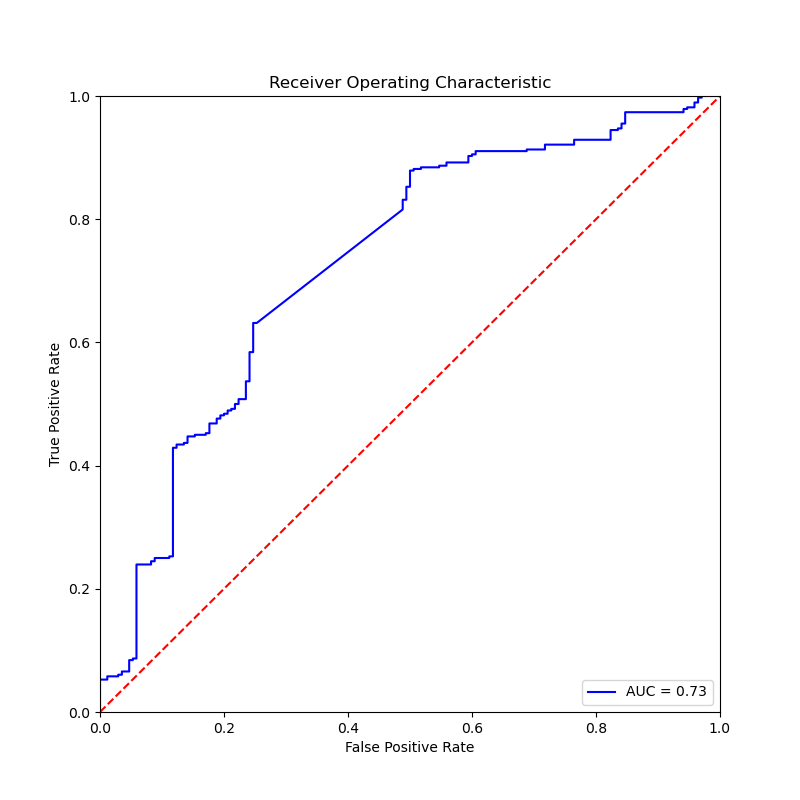 Receiver Operating Characteristic
1.0
0.8
0.6
0.4
0.2
0.0
True Positive Rate
AUC = 0.73
0.0 0.2 0.4 0.6 0.8 1.0
False Positive Rate